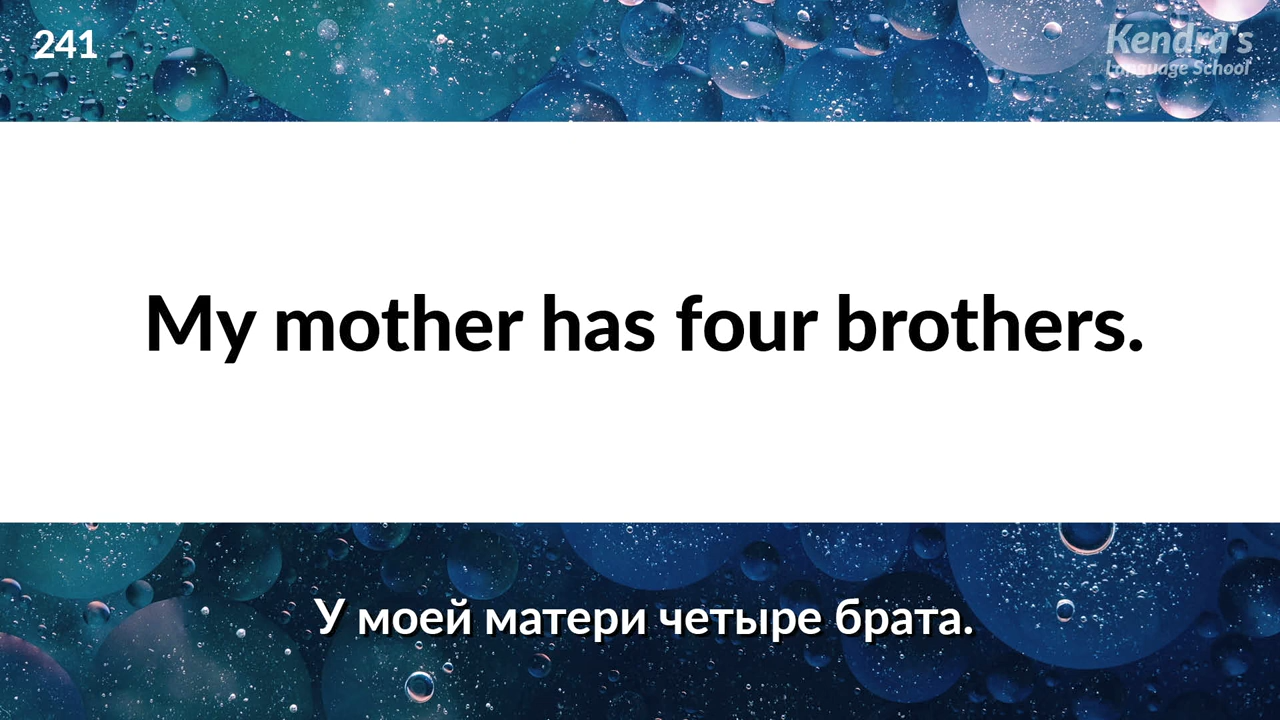 241
Kendra's
Language School
My mother has four brothers.
У моей матери четыре брата.